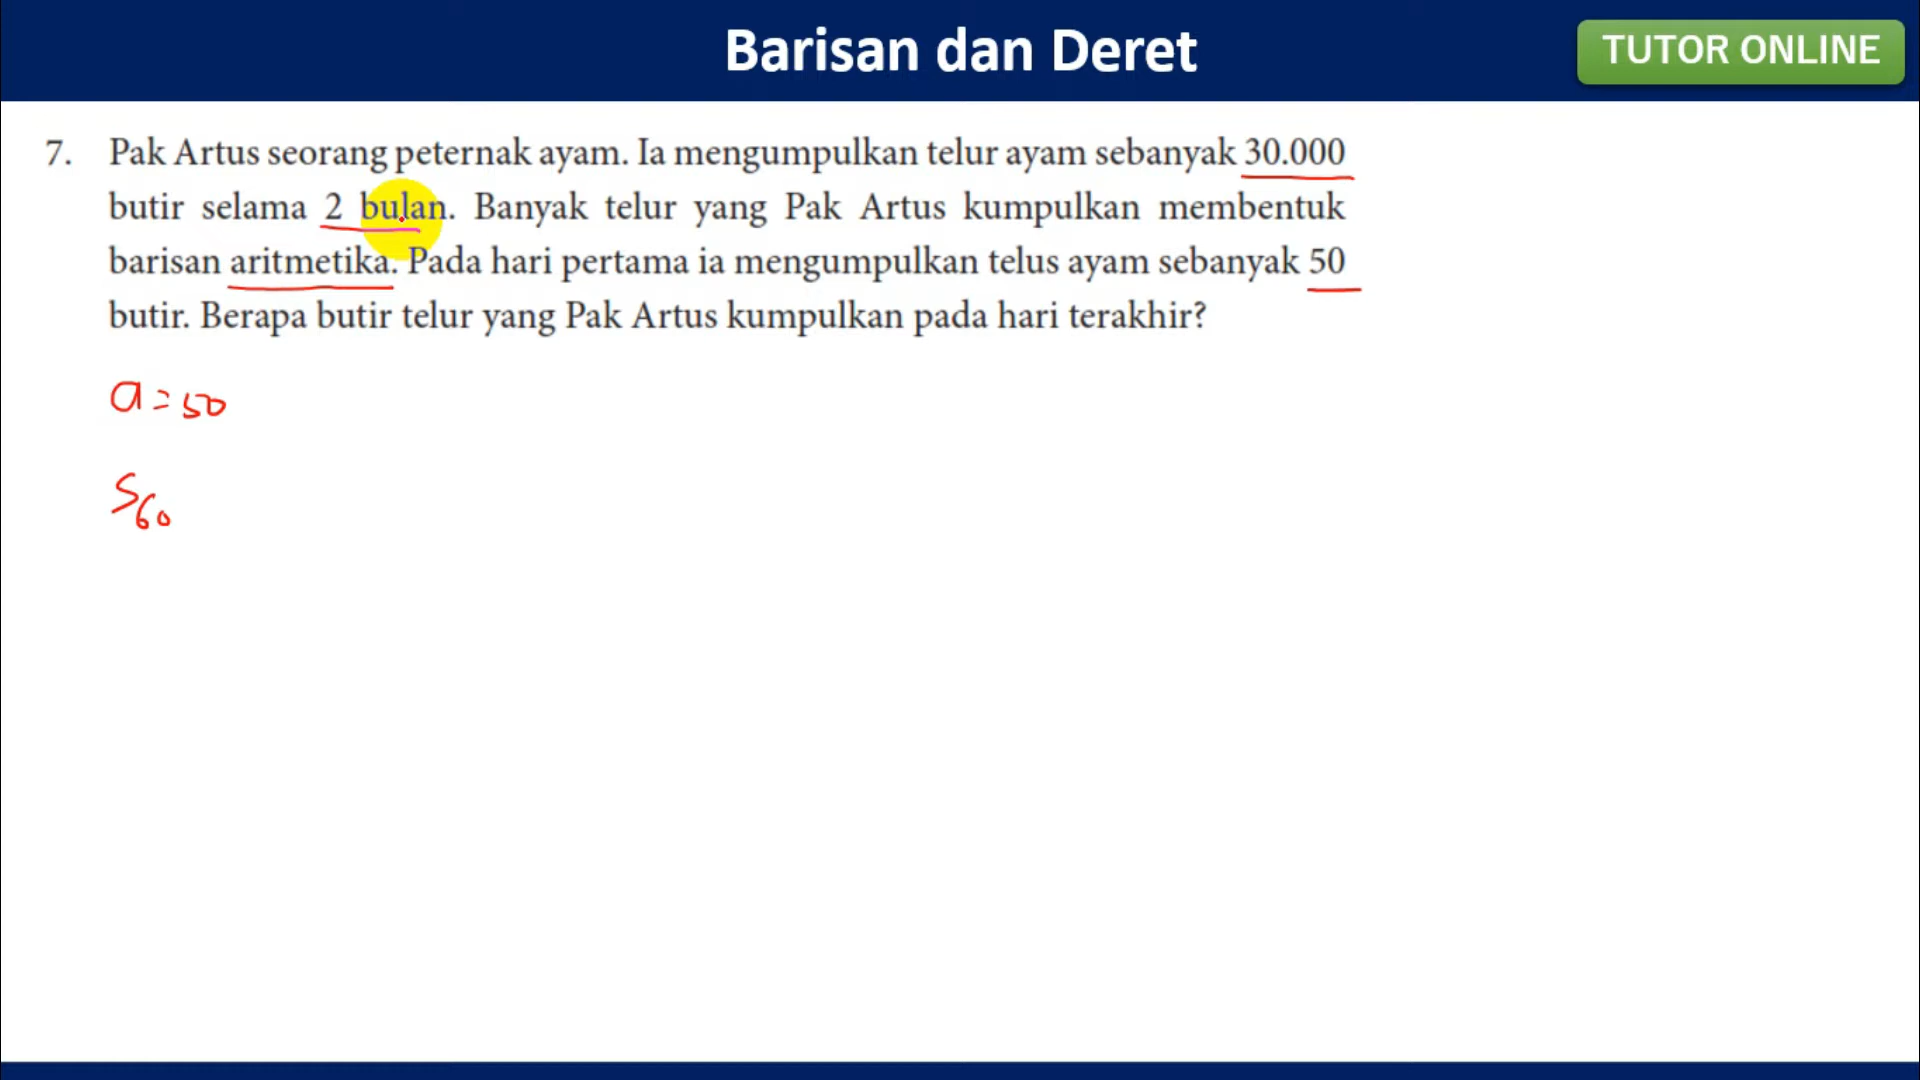 Barisan dan Deret
TUTOR ONLINE
7. Pak Artus seorang peternak ayam. Ia mengumpulkan telur ayam sebanyak 30.000
butir selama 2 bulan. Banyak telur yang Pak Artus kumpulkan membentuk
barisan aritmetika. Pada hari pertama ia mengumpulkan telus ayam sebanyak 50
butir. Berapa butir telur yang Pak Artus kumpulkan pada hari terakhir?
a = 50
S60